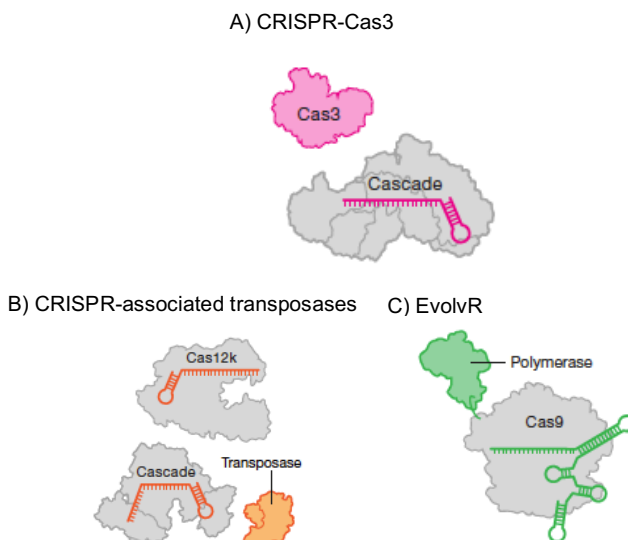 A) CRISPR-Cas3
Cas3
Cascade
B) CRISPR-associated transposases
C) EvolvR
Cas12k
Polymerase
Cas9
Cascade
Transposase